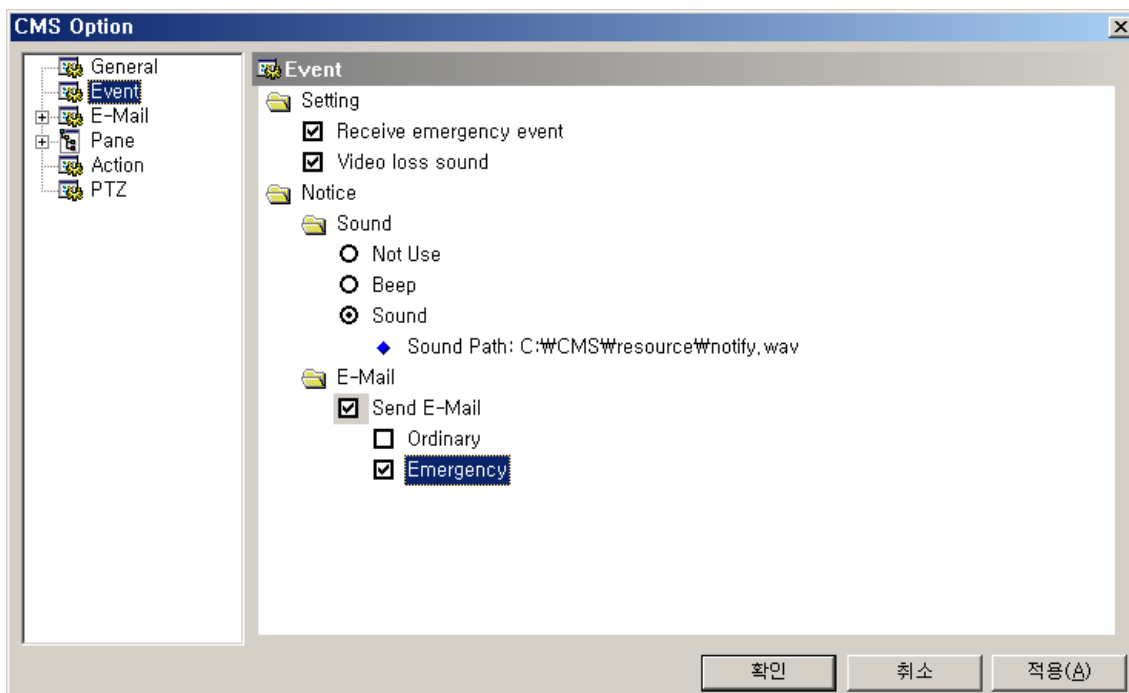 CMS Option
General
Event
E-Mail
Pane
Action
PTZ
Event
Setting
Receive emergency event
Video loss sound
Notice
Sound
Not Use
Beep
Sound
Sound Path: C:₩CMS₩resource₩notify.wav
E-Mail
Send E-Mail
Ordinary
Emergency
확인 취소 적용(A)